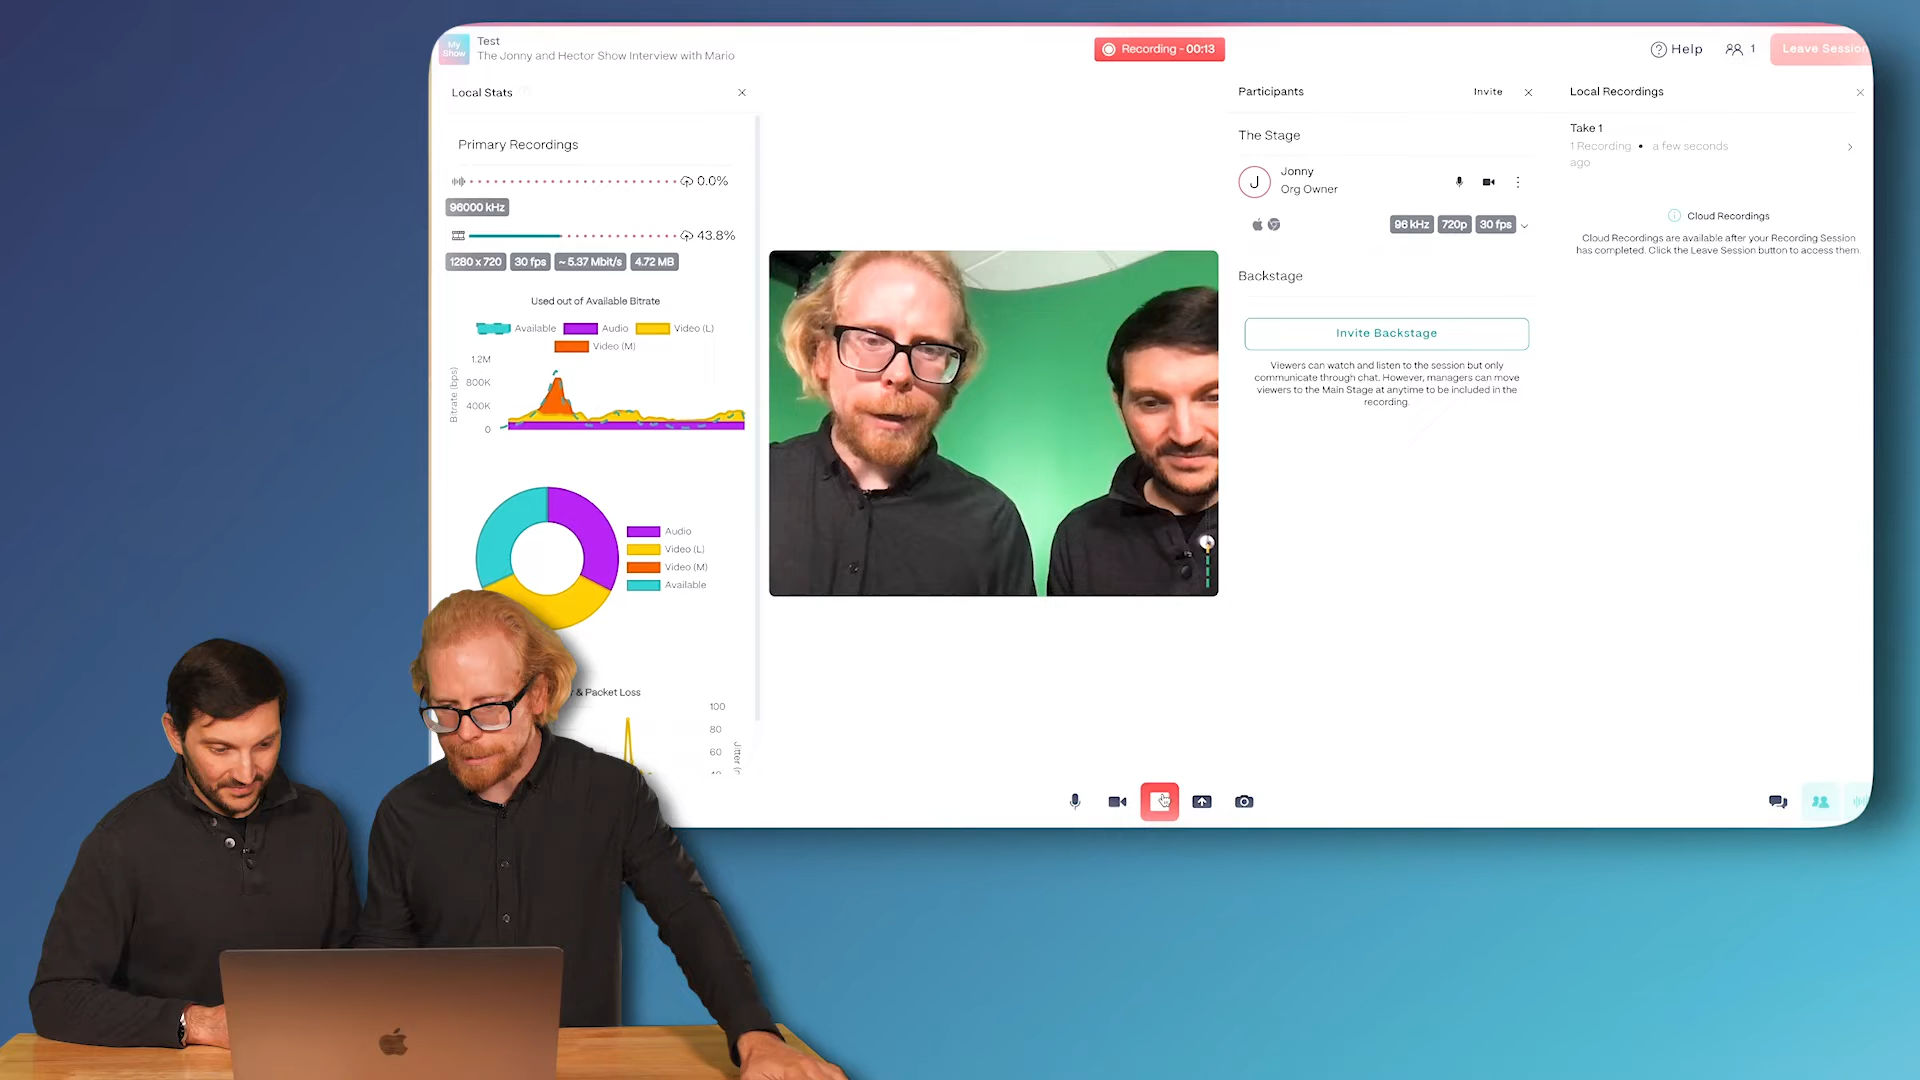 My
Show
Test
The Jonny and Hector Show Interview with Mario
Recording - 00:13
Help
1
Leave Session
Local Stats
Primary Recordings
0.0%
96000 kHz
43.8%
1280 x 720
30 fps
~ 5.37 Mbit/s
4.72 MB
Used out of Available Bitrate
Available
Audio
Video (L)
Video (M)
Bitrate (bps)
1.2M
800K
400K
0
Audio
Video (L)
Video (M)
Available
& Packet Loss
100
80
60
Jitter
Participants
Invite
The Stage
J
Jonny
Org Owner
96 kHz
720p
30 fps
Backstage
Invite Backstage
Viewers can watch and listen to the session but only
communicate through chat. However, managers can move
viewers to the Main Stage at anytime to be included in the
recording.
Local Recordings
Take 1
1 Recording • a few seconds
ago
Cloud Recordings
Cloud Recordings are available after your Recording Session
has completed. Click the Leave Session button to access them.